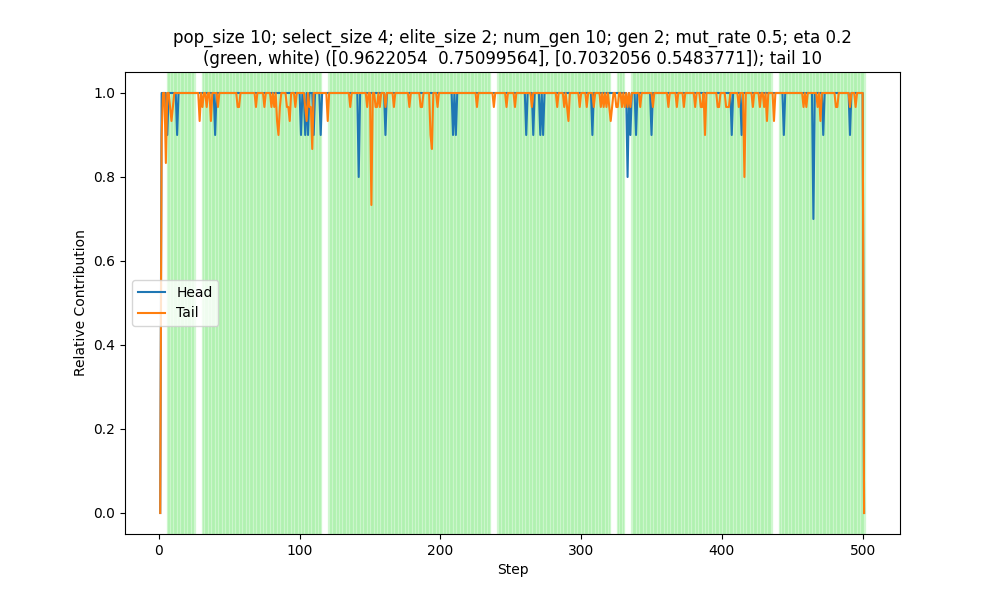 pop_size 10; select_size 4; elite_size 2; num_gen 10; gen 2; mut_rate 0.5; eta 0.2
(green, white) ([0.9622054  0.75099564], [0.7032056 0.5483771]); tail 10
1.0
0.8
0.6
0.4
0.2
0.0
Relative Contribution
Head
Tail
0
100
200
300
400
500
Step